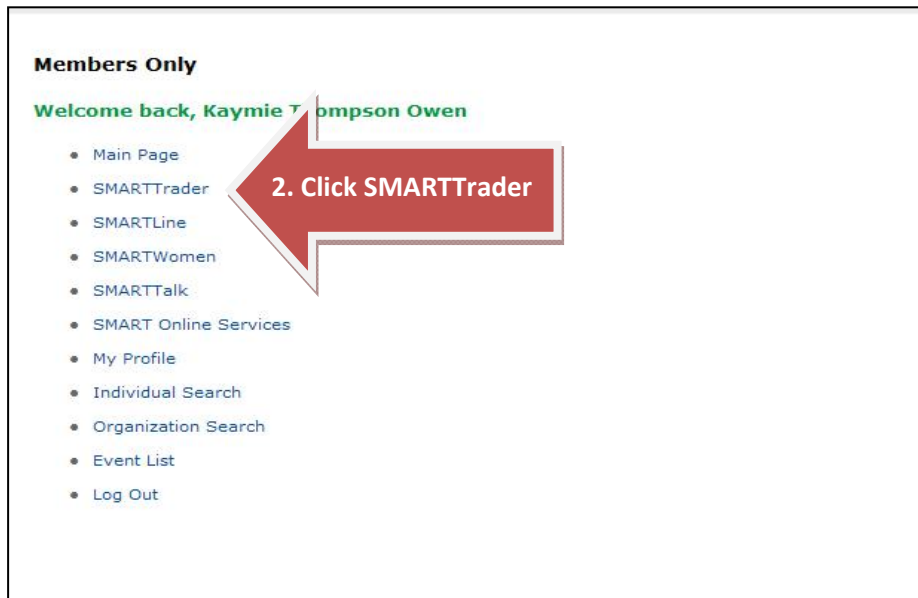 Members Only
Welcome back, Kaymie T ompson Owen
Main Page
SMARTTrader
2. Click SMARTTrader
SMARTLine
SMARTWomen
SMARTTalk
SMART Online Services
My Profile
Individual Search
Organization Search
Event List
Log Out